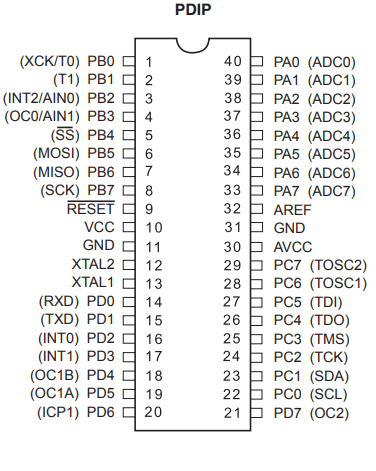 PDIP
(XCK/T0) PB0 1 40 PA0 (ADC0)
(T1) PB1 2 39 PA1 (ADC1)
(INT2/AIN0) PB2 3 38 PA2 (ADC2)
(OC0/AIN1) PB3 4 37 PA3 (ADC3)
(S̅S̅) PB4 5 36 PA4 (ADC4)
(MOSI) PB5 6 35 PA5 (ADC5)
(MISO) PB6 7 34 PA6 (ADC6)
(SCK) PB7 8 33 PA7 (ADC7)
R̅E̅S̅E̅T̅ 9 32 AREF
VCC 10 31 GND
GND 11 30 AVCC
XTAL2 12 29 PC7 (TOSC2)
XTAL1 13 28 PC6 (TOSC1)
(RXD) PD0 14 27 PC5 (TDI)
(TXD) PD1 15 26 PC4 (TDO)
(INT0) PD2 16 25 PC3 (TMS)
(INT1) PD3 17 24 PC2 (TCK)
(OC1B) PD4 18 23 PC1 (SDA)
(OC1A) PD5 19 22 PC0 (SCL)
(ICP1) PD6 20 21 PD7 (OC2)